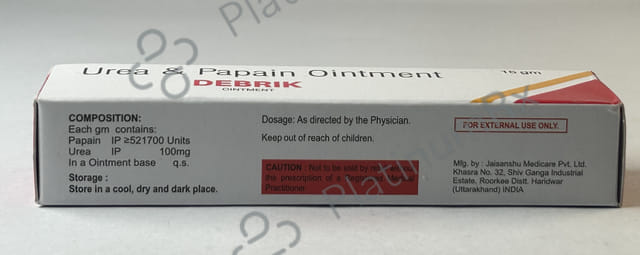 Urea & Papain Ointment
15 gm
DEBRIK
OINTMENT
COMPOSITION:
Each gm contains:
Papain IP ≥521700 Units
Urea IP 100mg
In a Ointment base q.s.
Storage :
Store in a cool, dry and dark place.
Dosage: As directed by the Physician.
Keep out of reach of children.
CAUTION : Not to be sold by retail without
the prescription of a Registered Medical
Practitioner
FOR EXTERNAL USE ONLY.
Mfg. by : Jaisanshu Medicare Pvt. Ltd.
Khasra No. 32, Shiv Ganga Industrial
Estate, Roorkee Distt. Haridwar
(Uttarakhand) INDIA
PlatinumRx